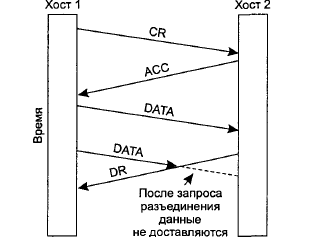 Хост 1
Хост 2
CR
ACC
DATA
Время
DATA
DR
После запроса
разъединения
данные
не доставляются